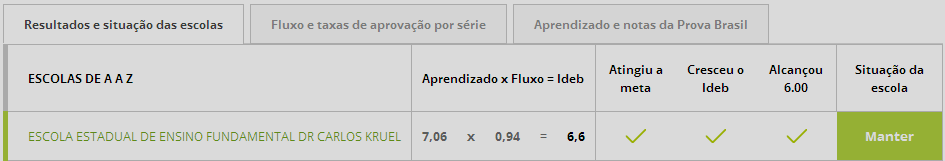 Resultados e situação das escolas
Fluxo e taxas de aprovação por série
Aprendizado e notas da Prova Brasil
ESCOLAS DE A A Z
Aprendizado x Fluxo = Ideb
Atingiu a
meta
Cresceu o
Ideb
Alcançou
6.00
Situação da
escola
ESCOLA ESTADUAL DE ENSINO FUNDAMENTAL DR CARLOS KRUEL
7,06 x 0,94 = 6,6
Manter